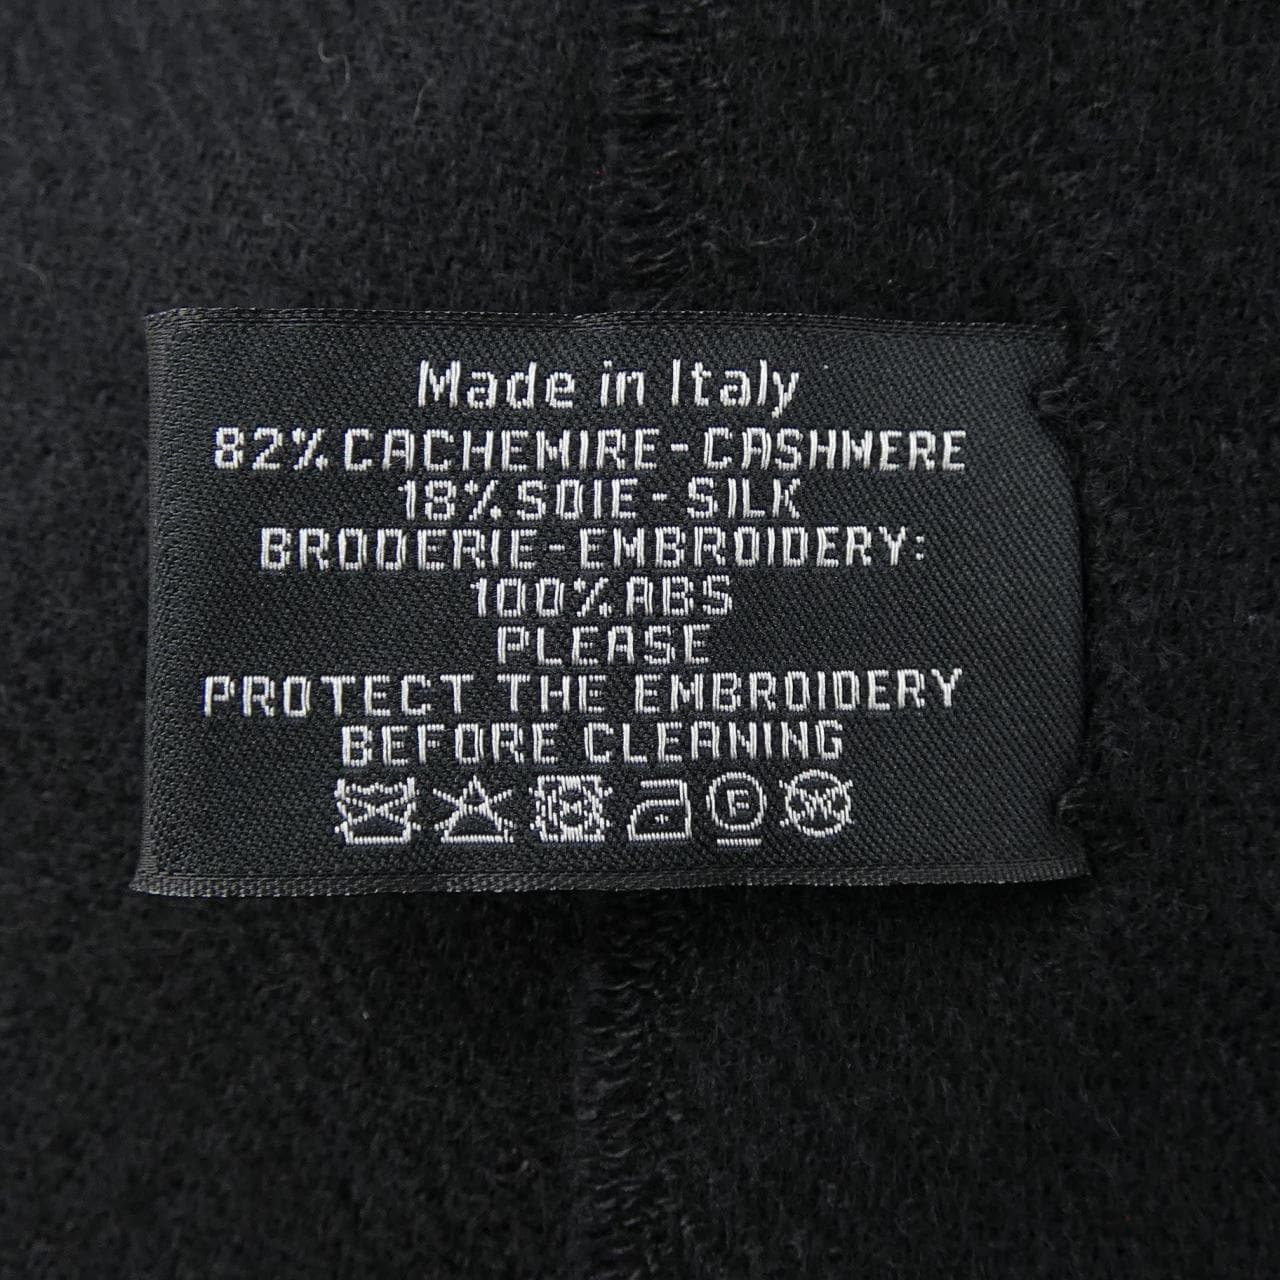 Made in Italy
82% CACHEMIRE - CASHMERE
18% SOIE - SILK
BRODERIE - EMBROIDERY:
100% ABS
PLEASE
PROTECT THE EMBROIDERY
BEFORE CLEANING
F W